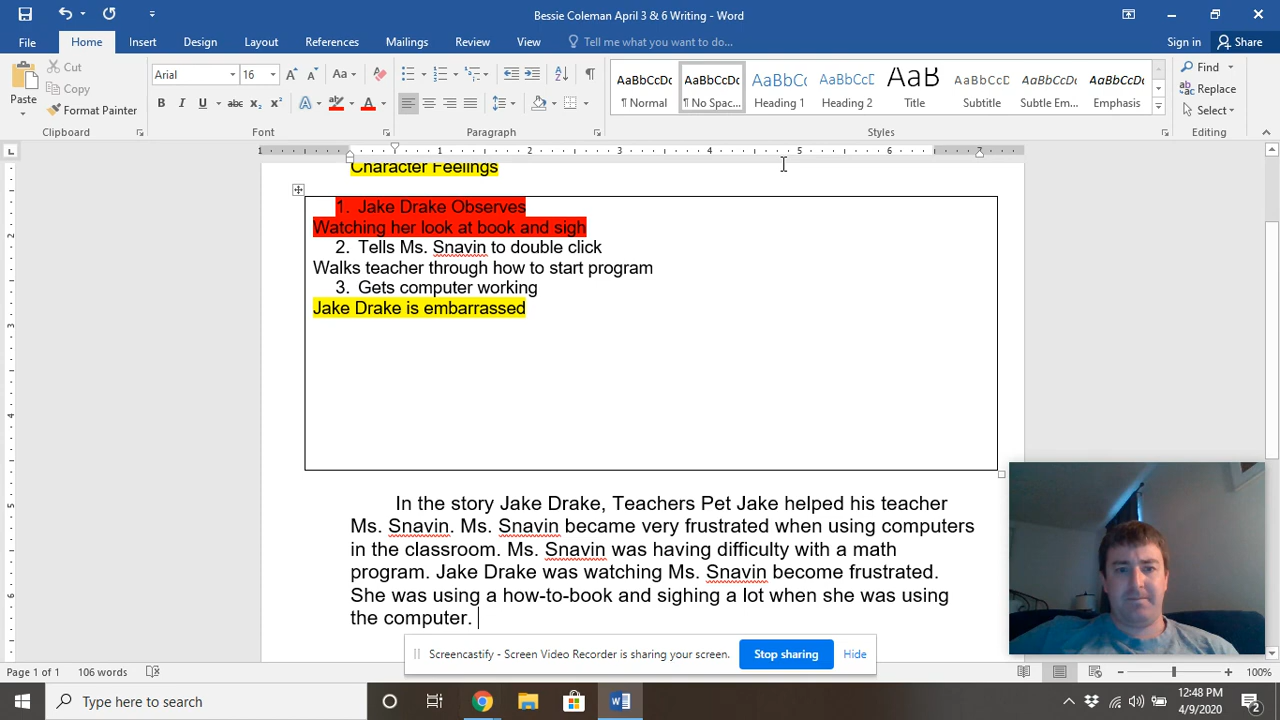 Bessie Coleman April 3 & 6 Writing - Word
File Home Insert Design Layout References Mailings Review View Tell me what you want to do... Sign in Share
Paste
Cut
Copy
Format Painter
Clipboard
Arial 16
Font
Paragraph
AaBbCcDc AaBbCcDc AaBbCc AaBbCcD AaB AaBbCcDc AaBbCcDc AaBbCcDc
¶ Normal ¶ No Spac... Heading Heading 2 Title Subtitle Subtle Em... Emphasis
Styles
Find
Replace
Select
Editing
1 1 2 3 4 5 6 7
Character Feelings
1. Jake Drake Observes
Watching her look at book and sigh
2. Tells Ms. Snavin to double click
Walks teacher through how to start program
3. Gets computer working
Jake Drake is embarrassed
In the story Jake Drake, Teachers Pet Jake helped his teacher
Ms. Snavin. Ms. Snavin became very frustrated when using computers
in the classroom. Ms. Snavin was having difficulty with a math
program. Jake Drake was watching Ms. Snavin become frustrated.
She was using a how-to-book and sighing a lot when she was using
the computer.
Screencastify - Screen Video Recorder is sharing your screen. Stop sharing Hide
Page 1 of 1 106 words 100%
Type here to search
12:48 PM
4/9/2020
2